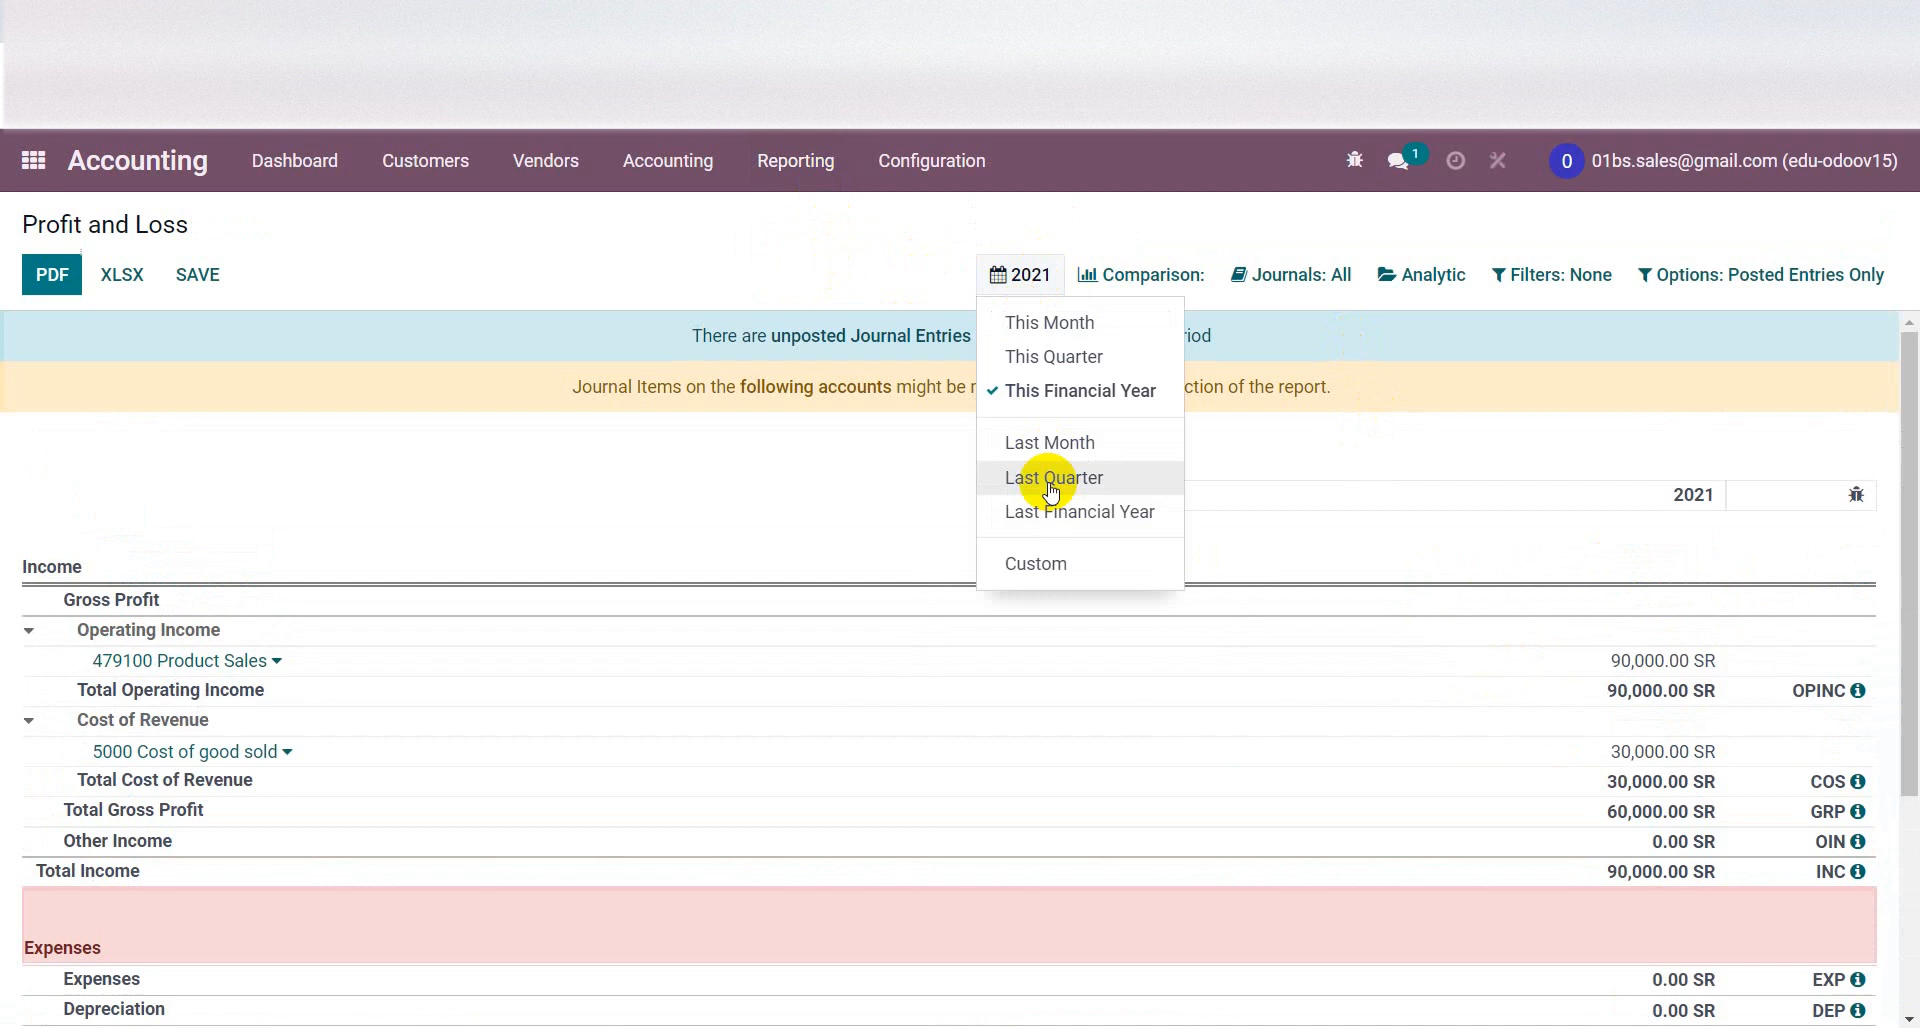 Accounting Dashboard Customers Vendors Accounting Reporting Configuration 1 0 01bs.sales@gmail.com (edu-odoov15)
Profit and Loss
PDF XLSX SAVE 2021 Comparison: Journals: All Analytic Filters: None Options: Posted Entries Only
This Month
This Quarter
This Financial Year
Last Month
Last Quarter
Last Financial Year
Custom
There are unposted Journal Entries iod
Journal Items on the following accounts might be ction of the report.
2021
Income
Gross Profit
Operating Income
479100 Product Sales 90,000.00 SR
Total Operating Income 90,000.00 SR OPINC
Cost of Revenue
5000 Cost of good sold 30,000.00 SR
Total Cost of Revenue 30,000.00 SR COS
Total Gross Profit 60,000.00 SR GRP
Other Income 0.00 SR OIN
Total Income 90,000.00 SR INC
Expenses
Expenses 0.00 SR EXP
Depreciation 0.00 SR DEP